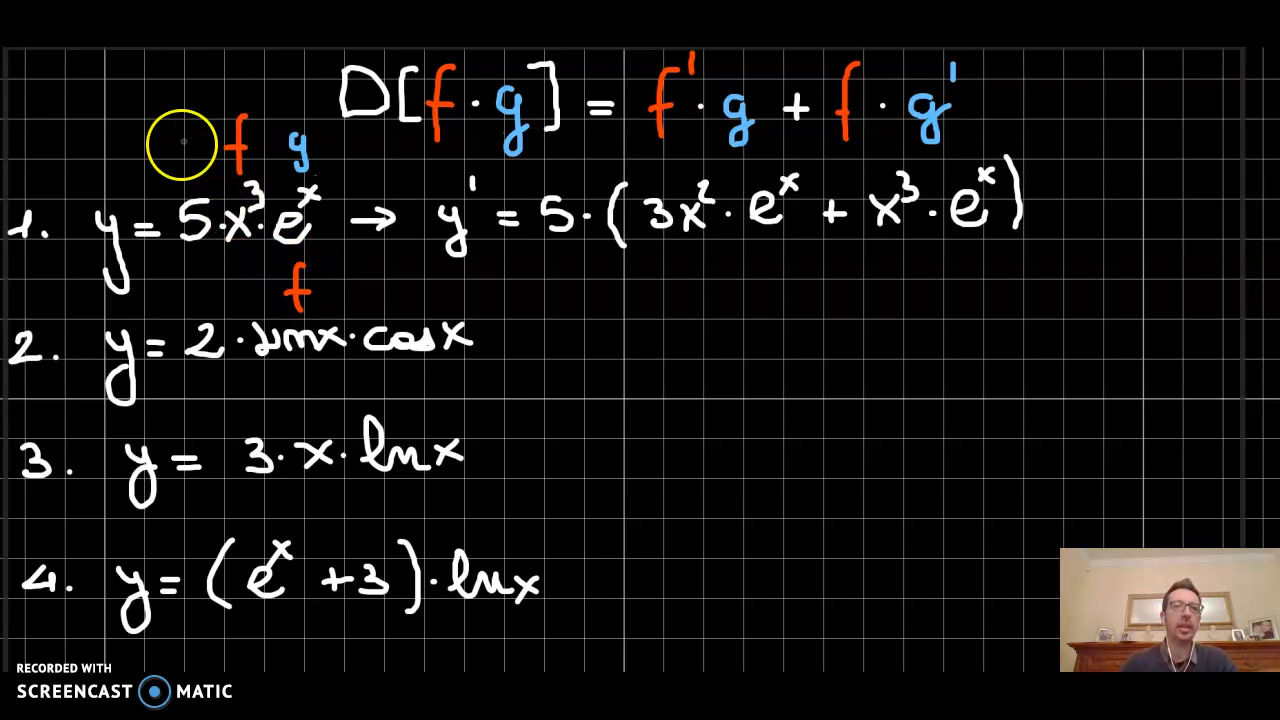 D[f · g] = f' · g + f · g'
f g
1. y = 5·x³·eˣ → y' = 5·(3x²·eˣ + x³·eˣ)
f
2. y = 2·sinx·cosx
3. y = 3·x·lnx
4. y = (eˣ + 3)·lnx
RECORDED WITH
SCREENCAST MATIC